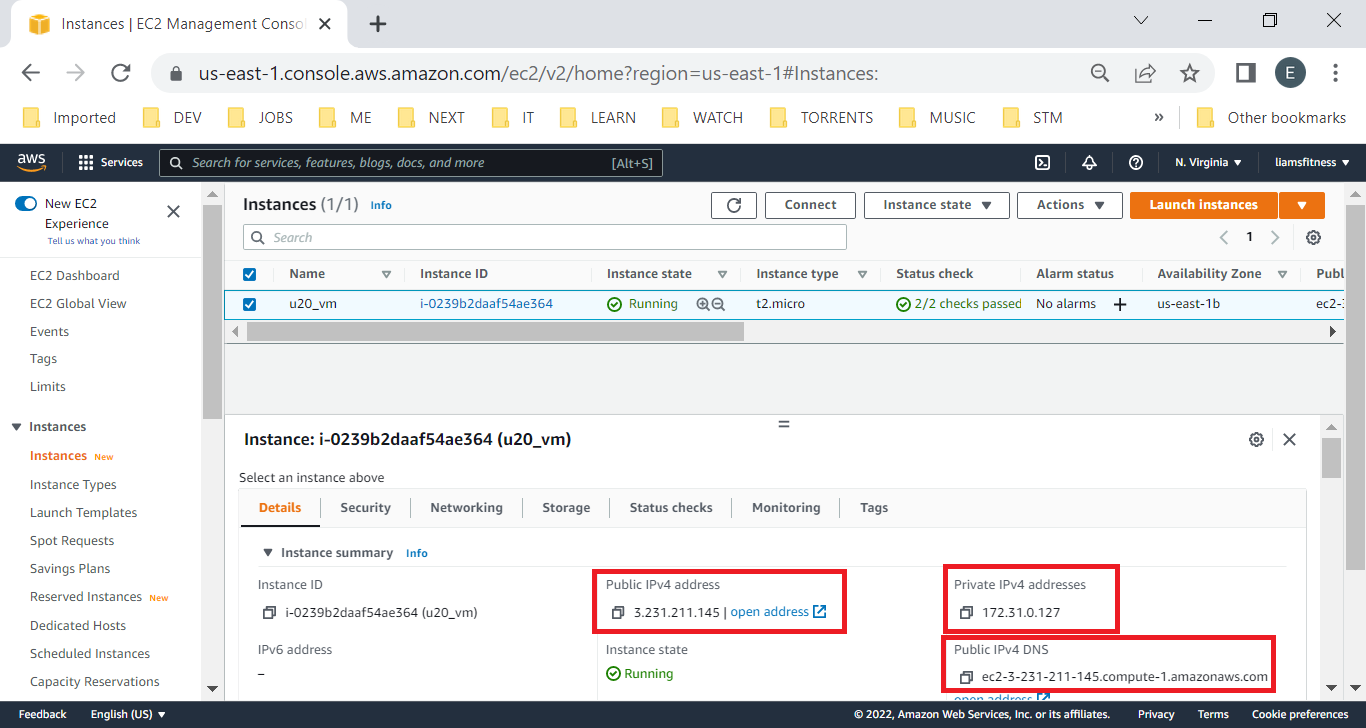 Instances | EC2 Management Conso
us-east-1.console.aws.amazon.com/ec2/v2/home?region=us-east-1#Instances:
E
Imported DEV JOBS ME NEXT IT LEARN WATCH TORRENTS MUSIC STM » Other bookmarks
aws Services Search for services, features, blogs, docs, and more [Alt+S] N. Virginia liamsfitness
New EC2
Experience
Tell us what you think
EC2 Dashboard
EC2 Global View
Events
Tags
Limits
Instances
Instances New
Instance Types
Launch Templates
Spot Requests
Savings Plans
Reserved Instances New
Dedicated Hosts
Scheduled Instances
Capacity Reservations
Instances (1/1) Info
Connect Instance state Actions Launch instances
Search
1
Name Instance ID Instance state Instance type Status check Alarm status Availability Zone Publ
u20_vm i-0239b2daaf54ae364 Running t2.micro 2/2 checks passed No alarms + us-east-1b ec2-3
Instance: i-0239b2daaf54ae364 (u20_vm)
Select an instance above
Details Security Networking Storage Status checks Monitoring Tags
Instance summary Info
Instance ID
i-0239b2daaf54ae364 (u20_vm)
Public IPv4 address
3.231.211.145 | open address
Private IPv4 addresses
172.31.0.127
IPv6 address
–
Instance state
Running
Public IPv4 DNS
ec2-3-231-211-145.compute-1.amazonaws.com
open address
Feedback English (US) © 2022, Amazon Web Services, Inc. or its affiliates. Privacy Terms Cookie preferences